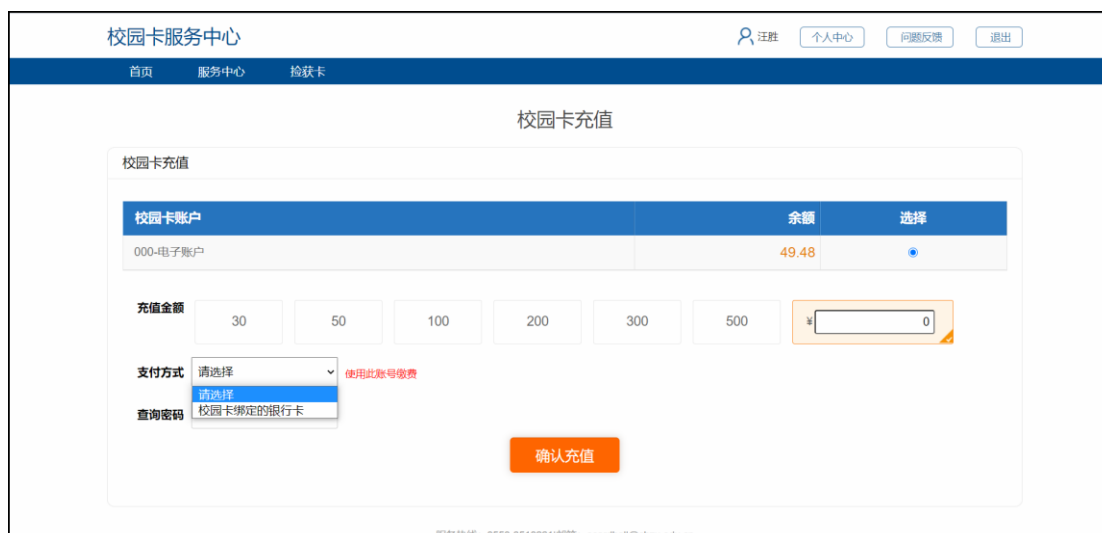 校园卡服务中心 汪胜 个人中心 问题反馈 退出
首页 服务中心 捡获卡
校园卡充值
校园卡充值
校园卡账户 余额 选择
000-电子账户 49.48
充值金额 30 50 100 200 300 500 ¥ 0
支付方式 请选择 使用此账号缴费
请选择
校园卡绑定的银行卡
查询密码
确认充值